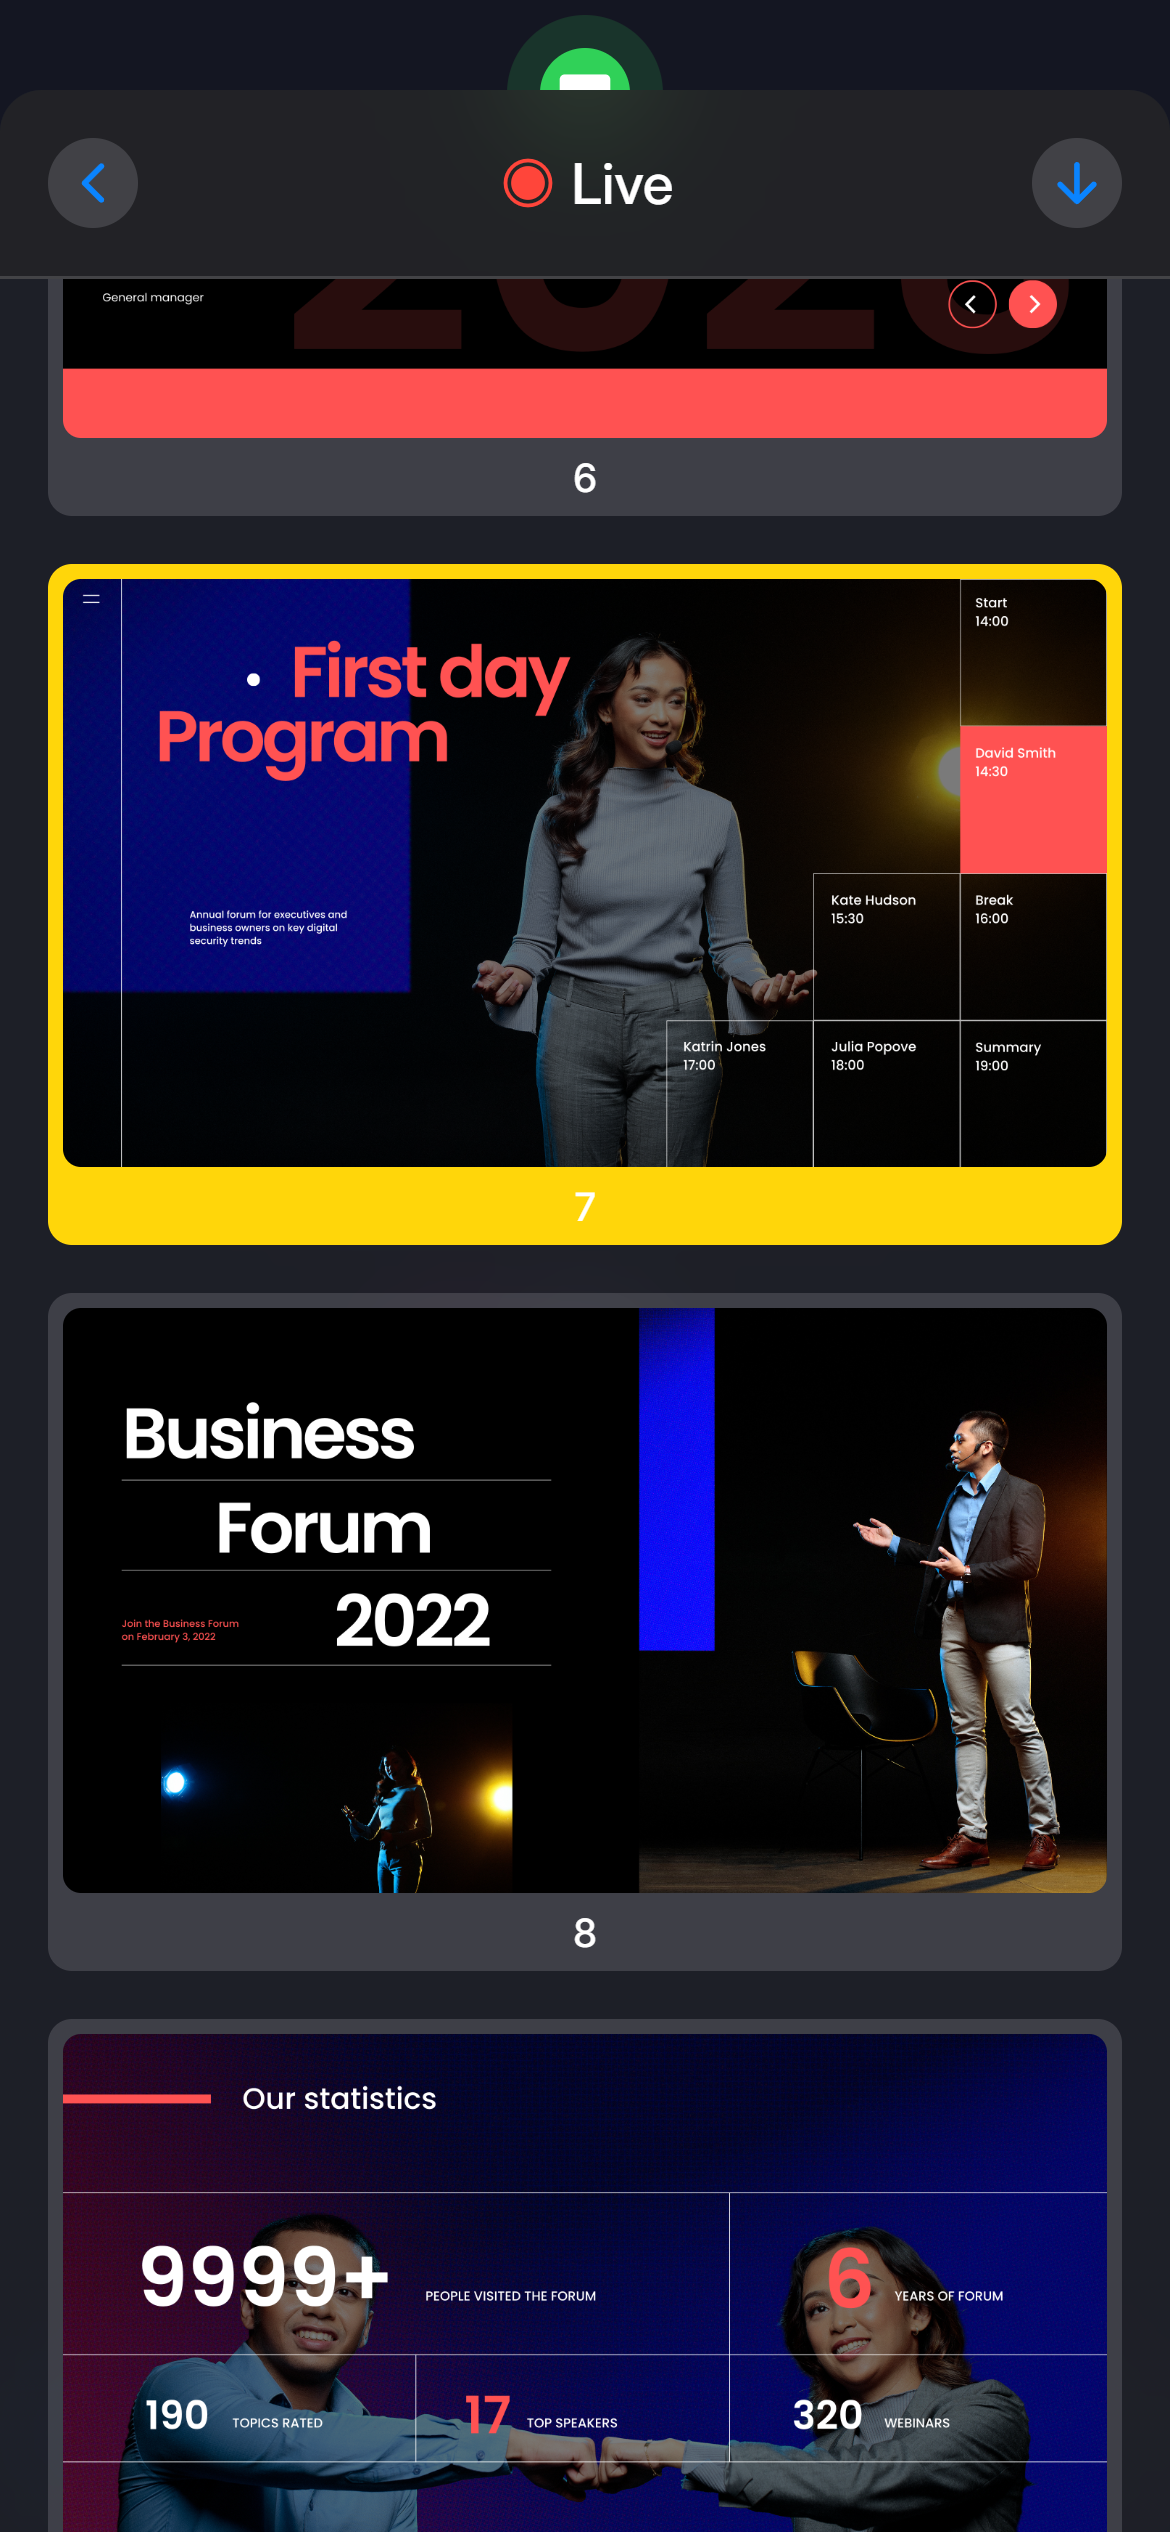 Live
General manager
2026
6
First day
Program
Annual forum for executives and
business owners on key digital
security trends
Start
14:00
David Smith
14:30
Kate Hudson
15:30
Break
16:00
Katrin Jones
17:00
Julia Popove
18:00
Summary
19:00
7
Business
Forum
2022
Join the Business Forum
on February 3, 2022
8
Our statistics
9999+
PEOPLE VISITED THE FORUM
6
YEARS OF FORUM
190
TOPICS RATED
17
TOP SPEAKERS
320
WEBINARS